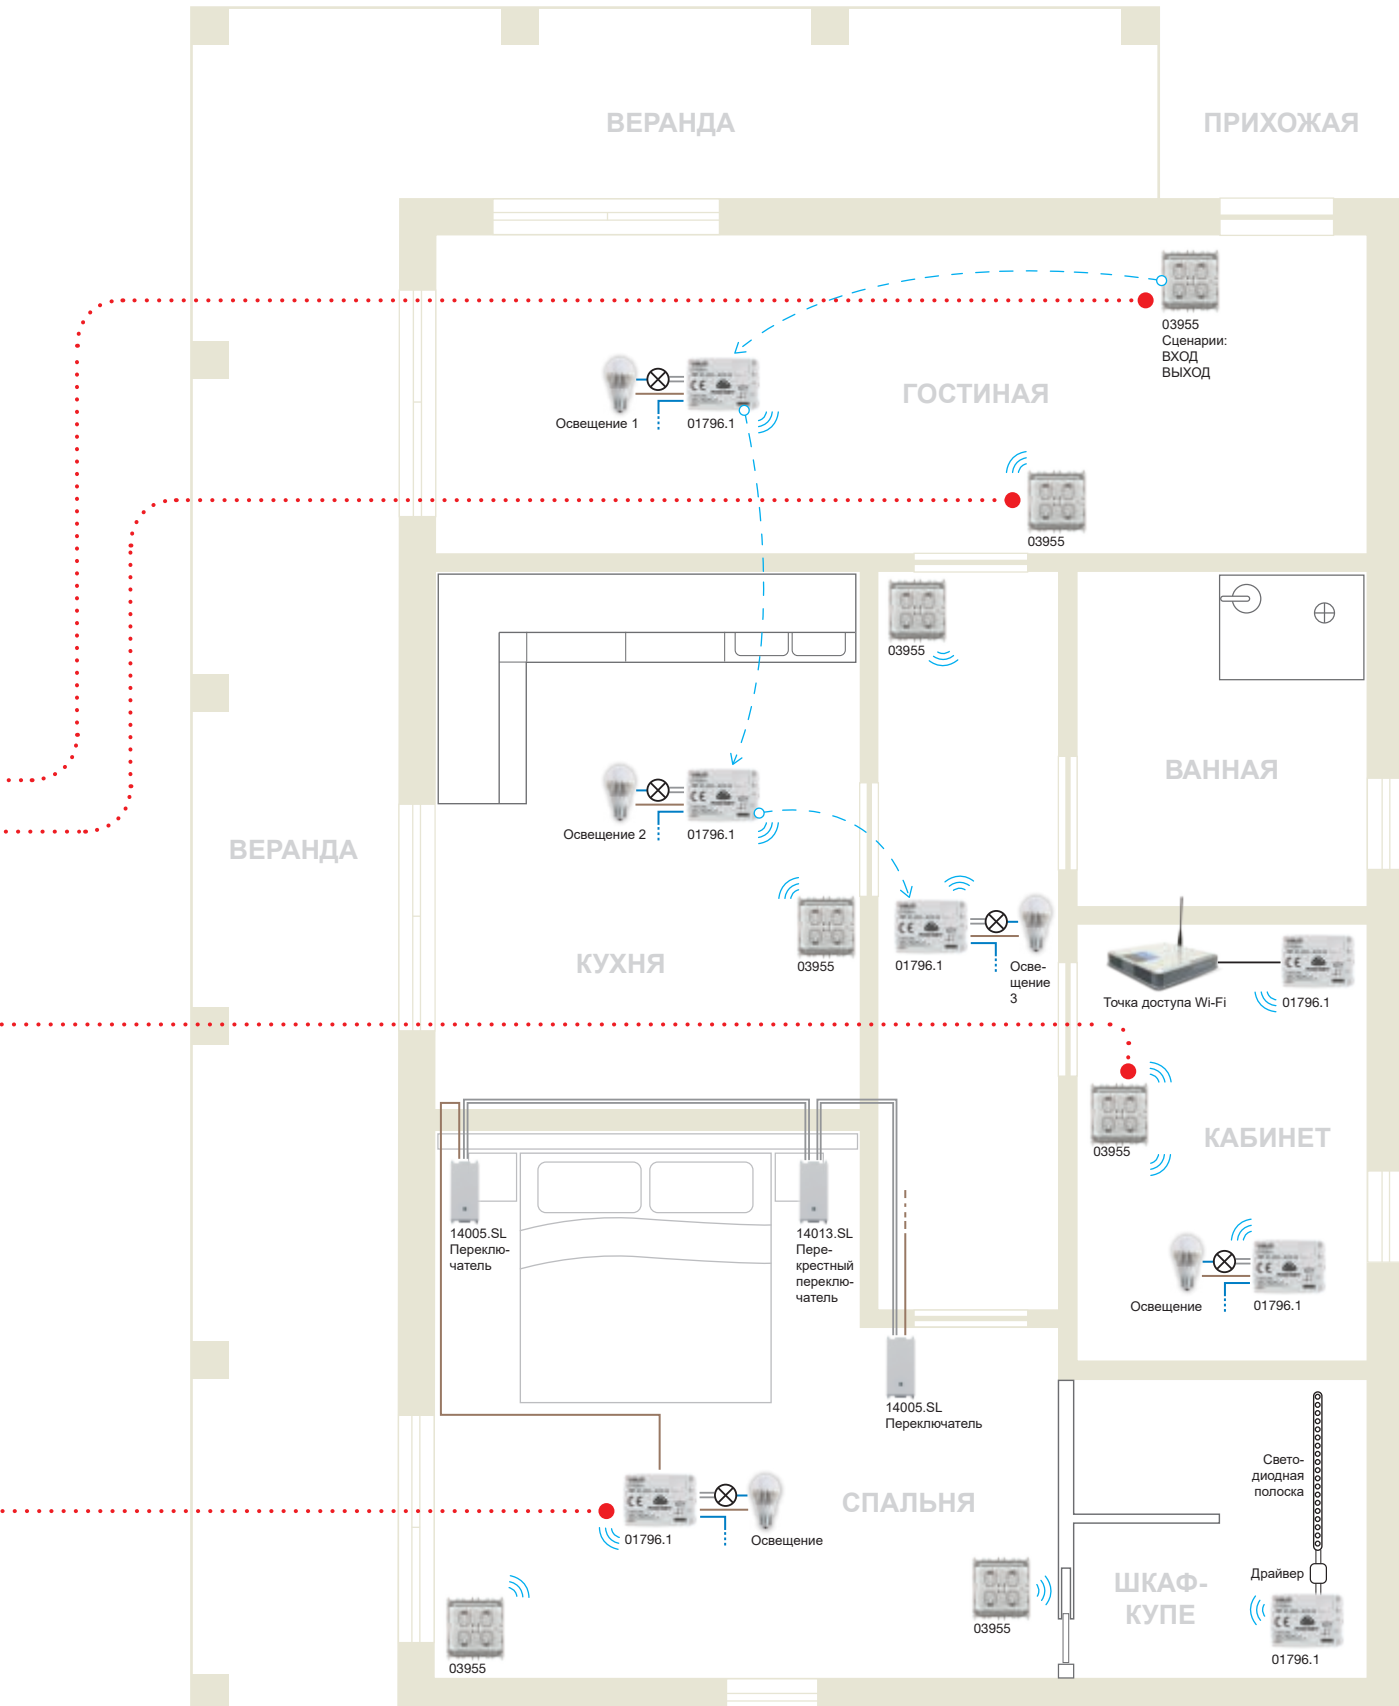 ВЕРАНДА
ПРИХОЖАЯ
03955
Сценарии:
ВХОД
ВЫХОД
ГОСТИНАЯ
Освещение 1
01796.1
03955
03955
ВАННАЯ
Освещение 2
01796.1
ВЕРАНДА
КУХНЯ
03955
01796.1
Осве-
щение
3
Точка доступа Wi-Fi
01796.1
03955
КАБИНЕТ
14005.SL
Переклю-
чатель
14013.SL
Пере-
крестный
переклю-
чатель
Освещение
01796.1
14005.SL
Переключатель
Свето-
диодная
полоска
СПАЛЬНЯ
01796.1
Освещение
Драйвер
ШКАФ-
КУПЕ
03955
03955
01796.1